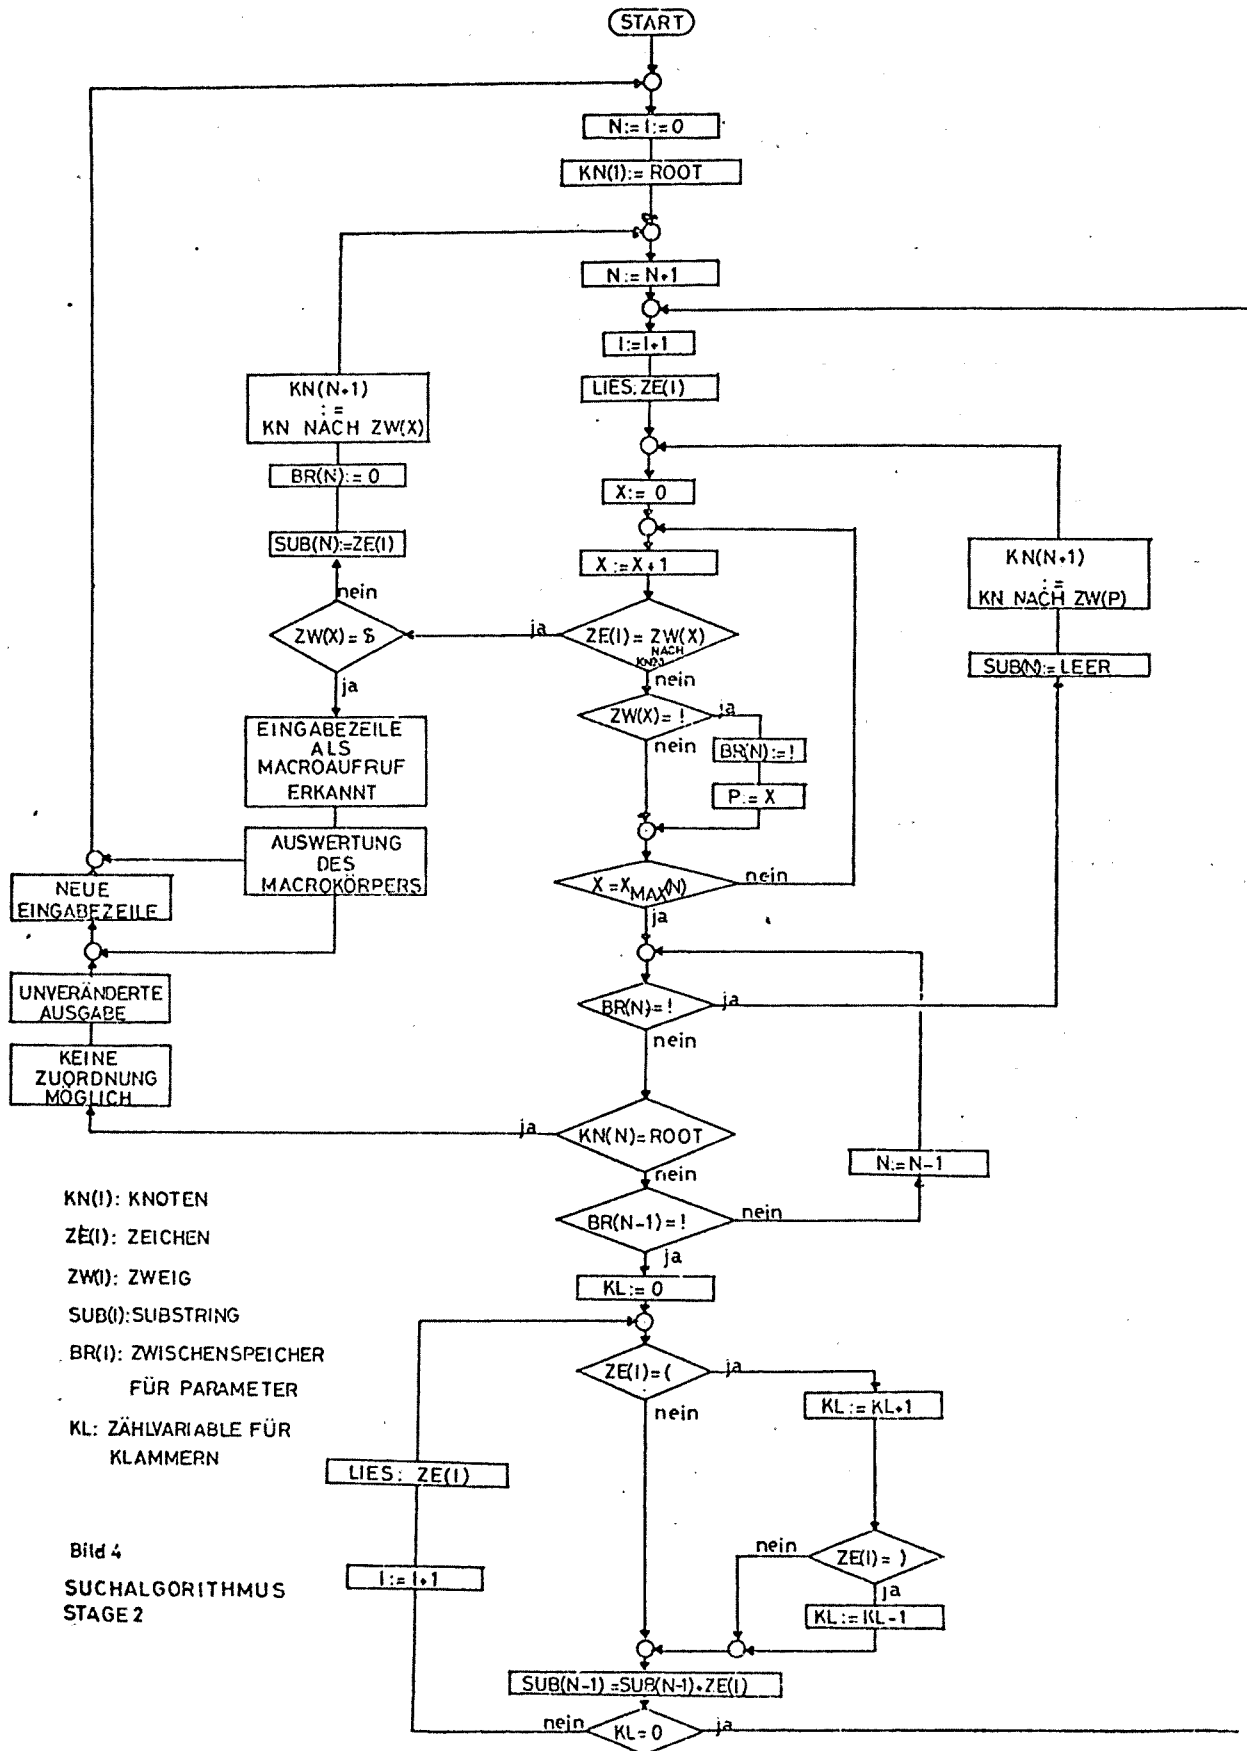 START
N:=I:=0
KN(1):=ROOT
N:=N+1
I:=I+1
LIES:ZE(I)
X:=0
X:=X+1
ZE(I)=ZW(X)
NACH
ja
nein
ZW(X)=$
nein
ja
SUB(N):=ZE(I)
BR(N):=0
KN(N+1)
:=
KN NACH ZW(X)
EINGABEZEILE
ALS
MACROAUFRUF
ERKANNT
AUSWERTUNG
DES
MACROKÖRPERS
NEUE
EINGABEZEILE
UNVERÄNDERTE
AUSGABE
KEINE
ZUORDNUNG
MÖGLICH
ZW(X)=!
ja
nein
BR(N):=!
P:=X
X=XMAX(N)
nein
ja
BR(N)=!
ja
nein
SUB(N):=LEER
KN(N+1)
:=
KN NACH ZW(P)
KN(N)=ROOT
ja
nein
BR(N-1)=!
nein
ja
N:=N-1
KL:=0
ZE(I)=(
ja
nein
KL:=KL+1
ZE(I)=)
nein
ja
KL:=KL-1
SUB(N-1)=SUB(N-1)+ZE(I)
KL=0
nein
ja
I:=I+1
LIES: ZE(I)
KN(I): KNOTEN
ZE(I): ZEICHEN
ZW(I): ZWEIG
SUB(I):SUBSTRING
BR(I): ZWISCHENSPEICHER
FÜR PARAMETER
KL: ZÄHLVARIABLE FÜR
KLAMMERN
Bild 4
SUCHALGORITHMUS
STAGE 2